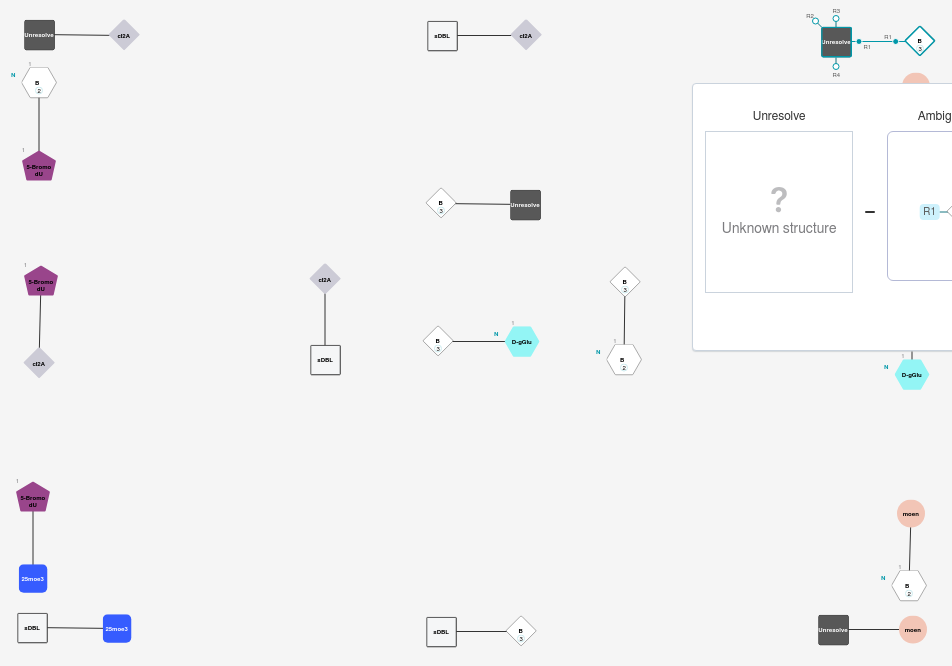 Unresolve
cl2A
sDBL
cl2A
R2
R3
Unresolve
R1
R1
B
3
R4
1
N
B
2
1
5-Bromo
dU
Unresolve
Ambig
?
Unknown structure
–
R1
B
3
Unresolve
1
5-Bromo
dU
cl2A
cl2A
sDBL
B
3
N
1
D-gGlu
B
3
1
N
B
2
1
N
D-gGlu
1
5-Bromo
dU
25moe3
moen
1
N
B
2
sDBL
25moe3
sDBL
B
3
Unresolve
moen